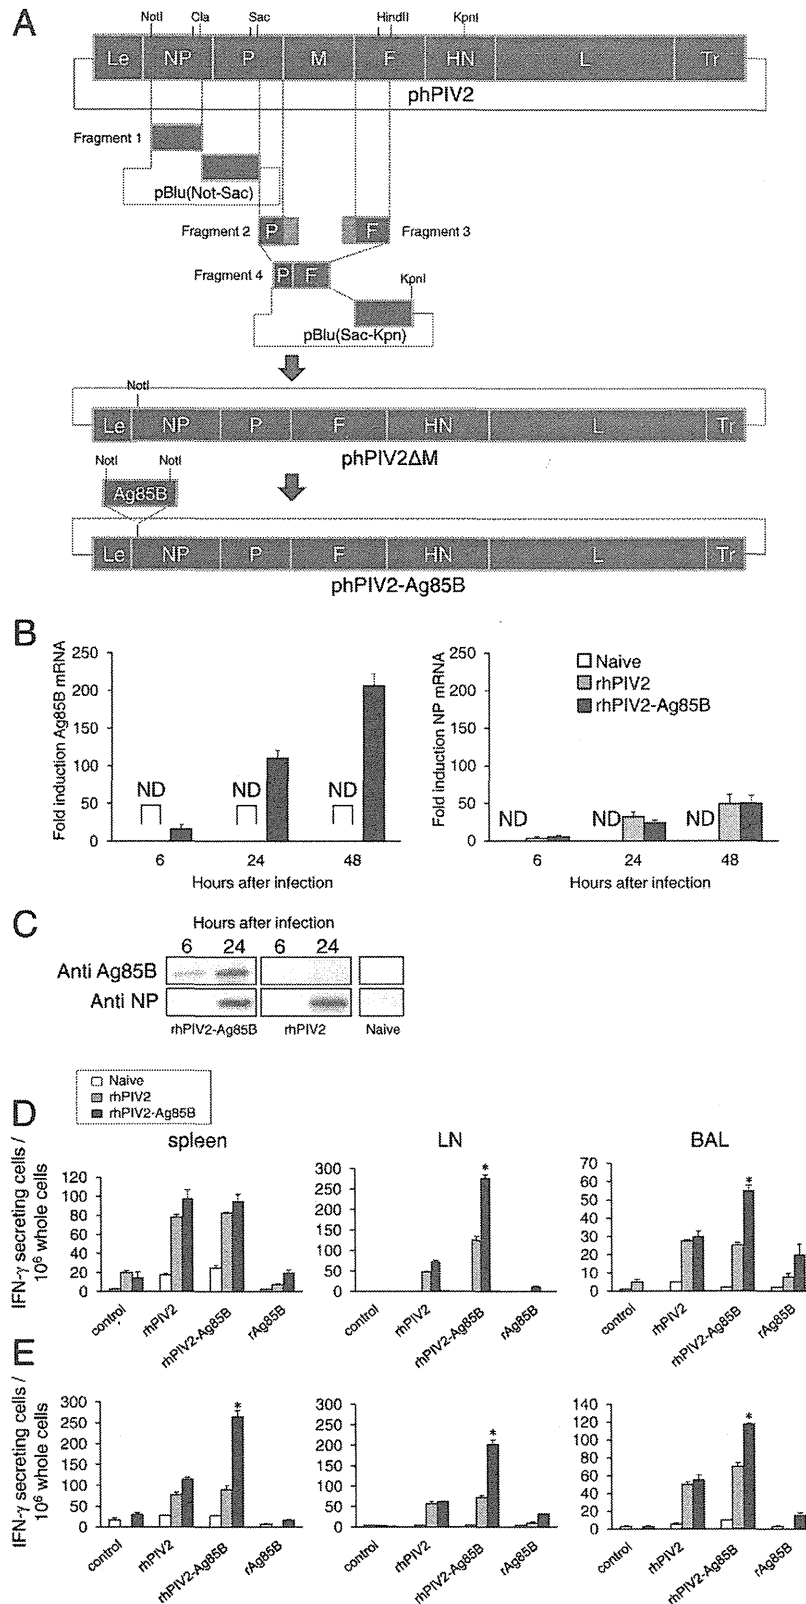 A
NotI Cla Sac HindII KpnI
Le NP P M F HN L Tr
phPIV2
Fragment 1
pBlu(Not-Sac)
Fragment 2 P F Fragment 3
Fragment 4 P F KpnI
pBlu(Sac-Kpn)
NotI
Le NP P F HN L Tr
phPIV2ΔM
NotI NotI
Ag85B
Le NP P F HN L Tr
phPIV2-Ag85B
B
Fold induction Ag85B mRNA
250
200
150
100
50
0
ND ND ND
6 24 48
Hours after infection
Fold induction NP mRNA
250
200
150
100
50
0
Naive
rhPIV2
rhPIV2-Ag85B
ND ND ND
6 24 48
Hours after infection
C
Hours after infection
6 24 6 24
Anti Ag85B
Anti NP
rhPIV2-Ag85B rhPIV2 Naive
Naive
rhPIV2
rhPIV2-Ag85B
D
spleen LN BAL
IFN-γ secreting cells /
10⁶ whole cells
120
100
80
60
40
20
0
control rhPIV2 rhPIV2-Ag85B rAg85B
300
250
200
150
100
50
0
*
control rhPIV2 rhPIV2-Ag85B rAg85B
70
60
50
40
30
20
10
0
*
control rhPIV2 rhPIV2-Ag85B rAg85B
E
IFN-γ secreting cells /
10⁶ whole cells
300
250
200
150
100
50
0
*
control rhPIV2 rhPIV2-Ag85B rAg85B
300
250
200
150
100
50
0
*
control rhPIV2 rhPIV2-Ag85B rAg85B
140
120
100
80
60
40
20
0
*
control rhPIV2 rhPIV2-Ag85B rAg85B